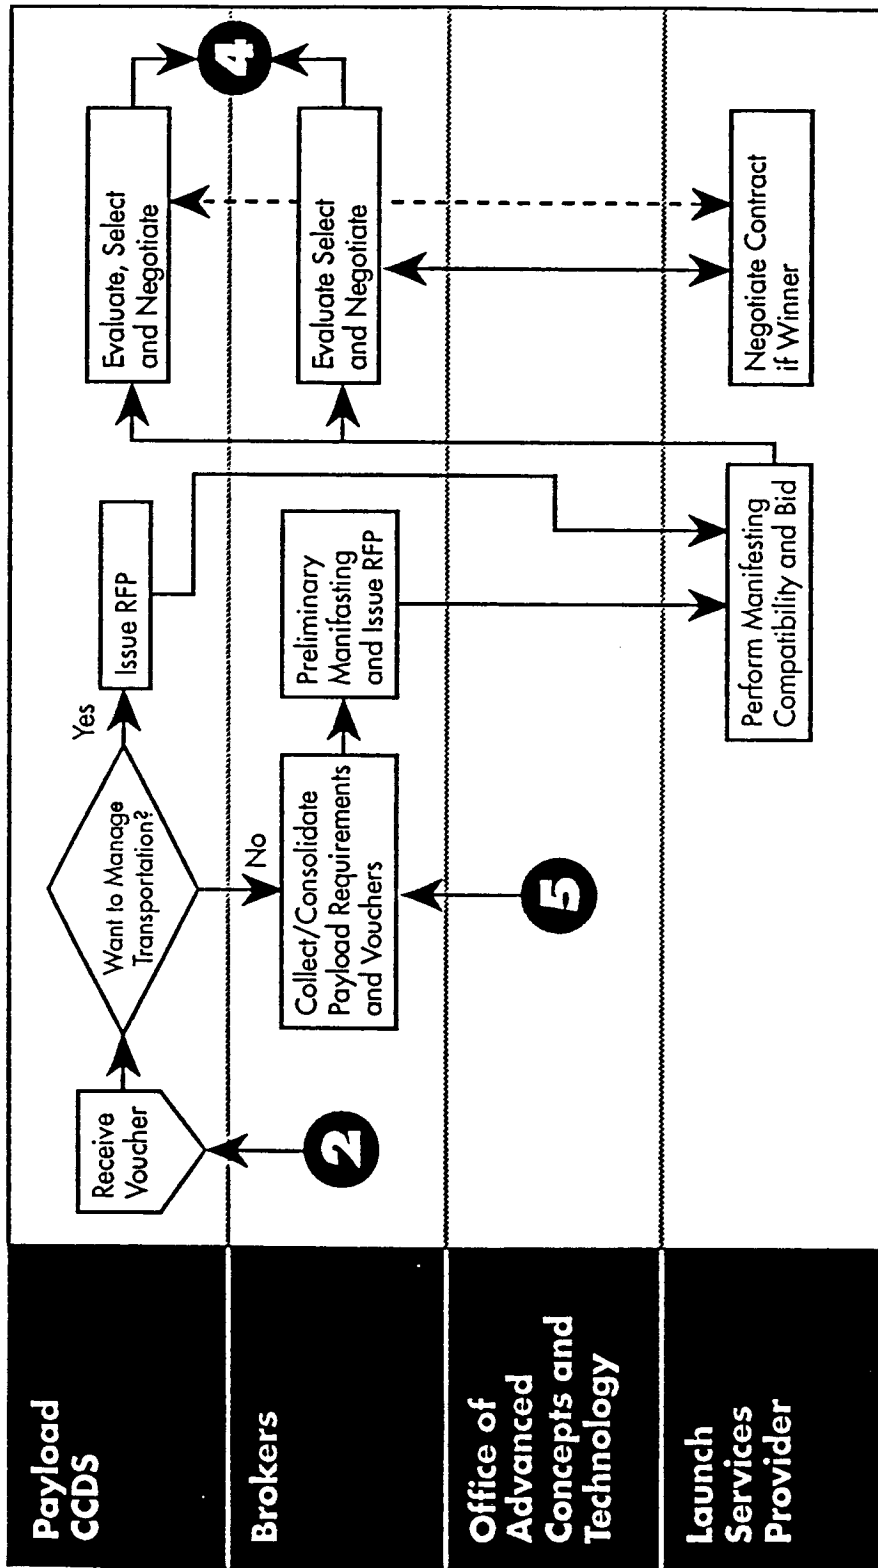 Payload
CCDS
Receive
Voucher
Want to Manage
Transportation?
Yes
Issue RFP
Evaluate, Select
and Negotiate
4
Brokers
2
No
Collect/Consolidate
Payload Requirements
and Vouchers
Preliminary
Manifasting
and Issue RFP
Evaluate Select
and Negotiate
Office of
Advanced
Concepts and
Technology
5
Launch
Services
Provider
Perform Manifesting
Compatibility and Bid
Negotiate Contract
if Winner